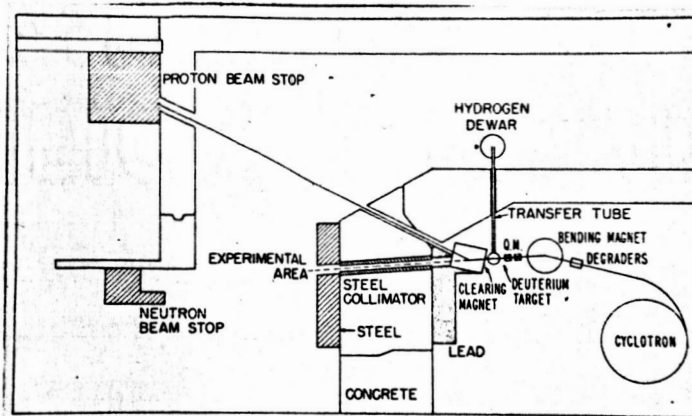 PROTON BEAM STOP
HYDROGEN
DEWAR
TRANSFER TUBE
Q.M.
BENDING MAGNET
DEGRADERS
EXPERIMENTAL
AREA
STEEL
COLLIMATOR
CLEARING
MAGNET
DEUTERIUM
TARGET
NEUTRON
BEAM STOP
STEEL
LEAD
CYCLOTRON
CONCRETE